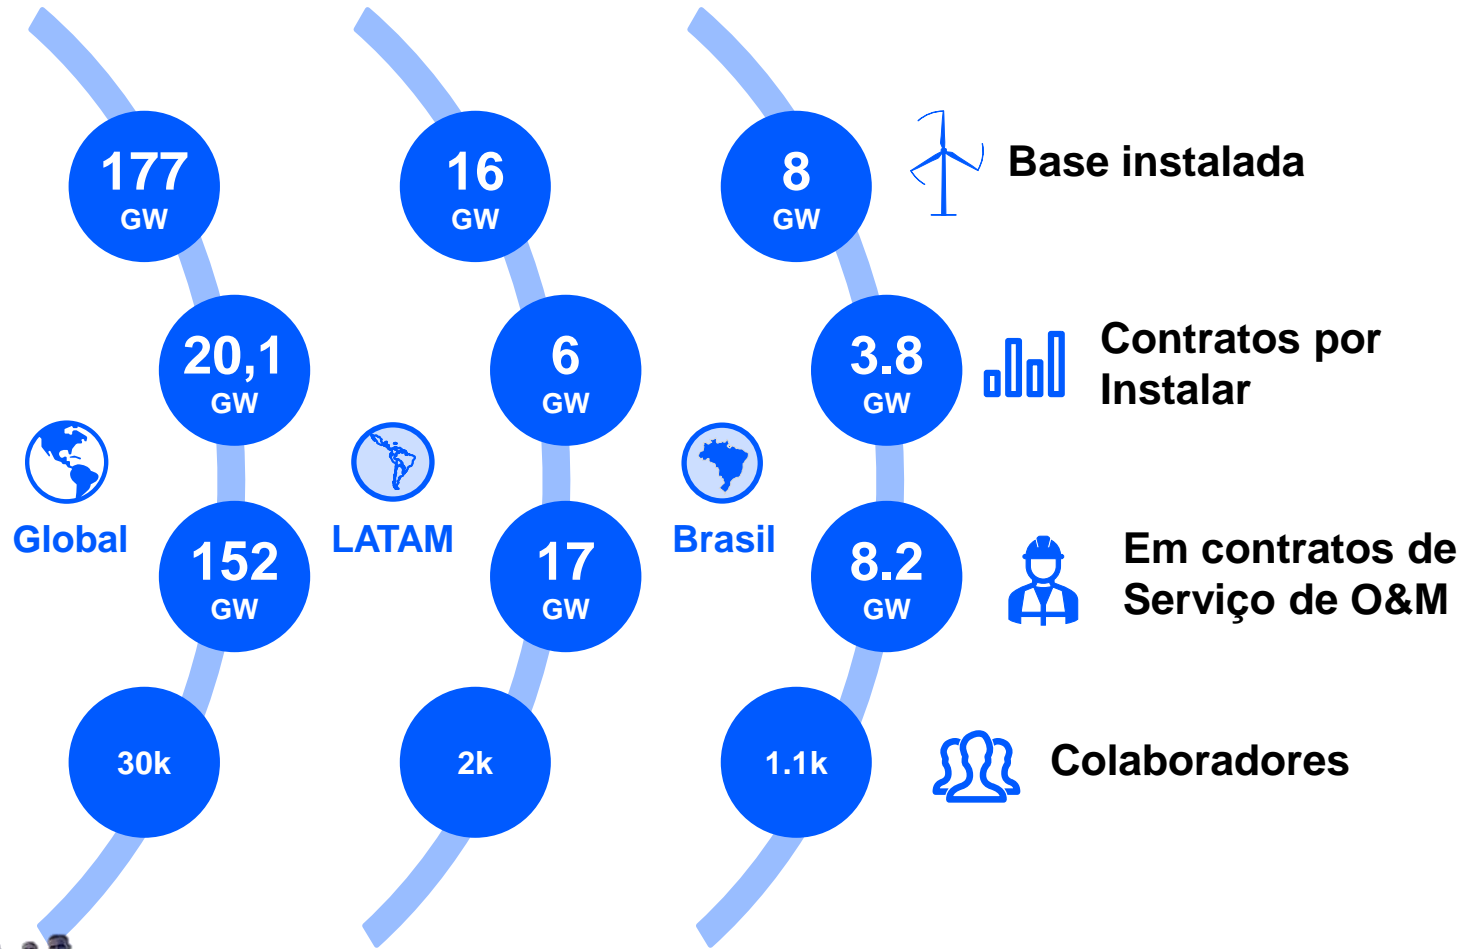 177
GW
16
GW
8
GW
Base instalada
20,1
GW
6
GW
3.8
GW
Contratos por
Instalar
Global
LATAM
Brasil
152
GW
17
GW
8.2
GW
Em contratos de
Serviço de O&M
30k
2k
1.1k
Colaboradores